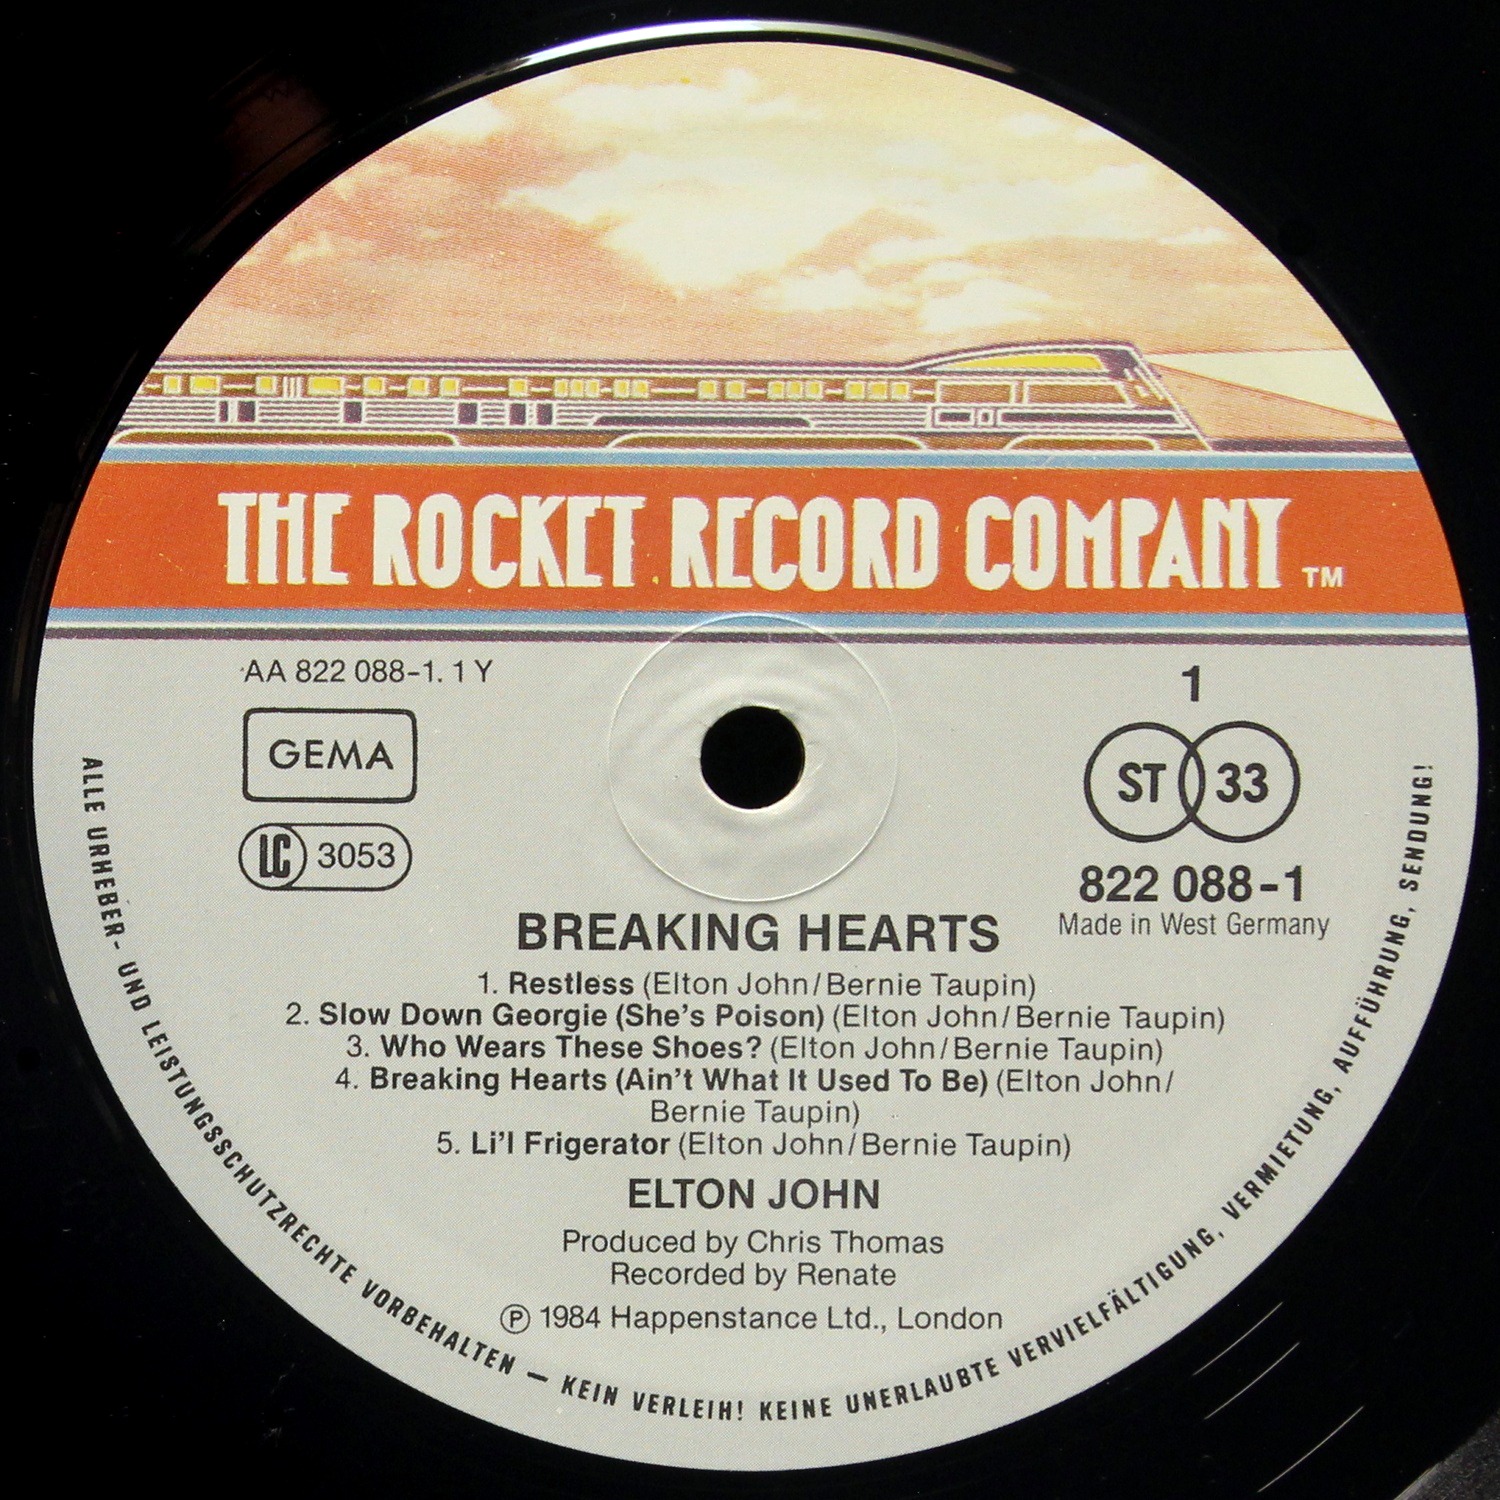 THE ROCKET RECORD COMPANY TM
AA 822 088-1. 1 Y
GEMA
LC 3053
1
ST 33
822 088-1
Made in West Germany
BREAKING HEARTS
1. Restless (Elton John/Bernie Taupin)
2. Slow Down Georgie (She's Poison) (Elton John/Bernie Taupin)
3. Who Wears These Shoes? (Elton John/Bernie Taupin)
4. Breaking Hearts (Ain't What It Used To Be) (Elton John/
Bernie Taupin)
5. Li'l Frigerator (Elton John/Bernie Taupin)
ELTON JOHN
Produced by Chris Thomas
Recorded by Renate
℗ 1984 Happenstance Ltd., London
ALLE URHEBER- UND LEISTUNGSSCHUTZRECHTE VORBEHALTEN – KEIN VERLEIH! KEINE UNERLAUBTE VERVIELFÄLTIGUNG, VERMIETUNG, AUFFÜHRUNG, SENDUNG!